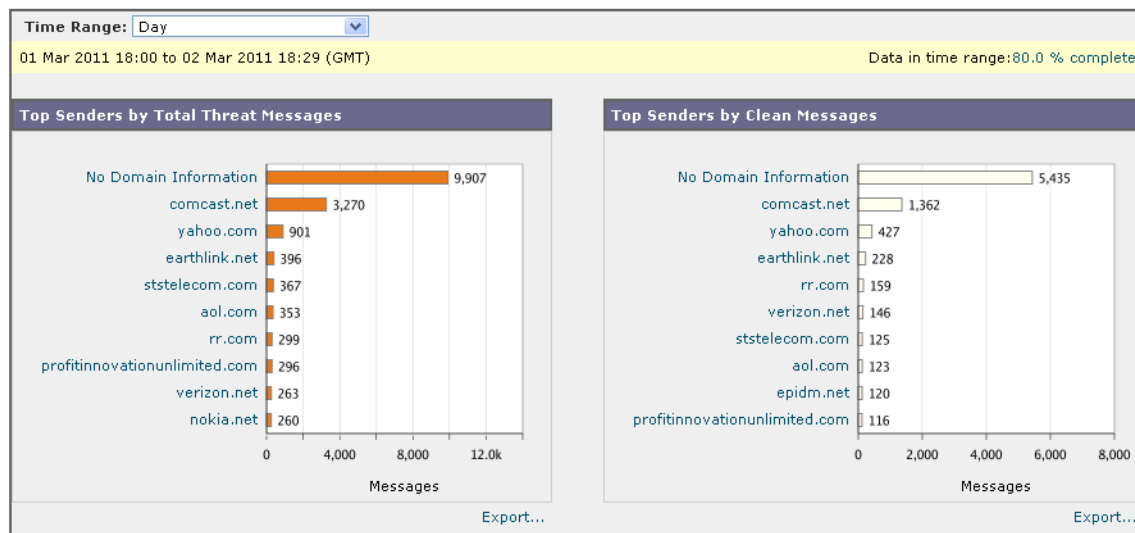 Time Range: Day
01 Mar 2011 18:00 to 02 Mar 2011 18:29 (GMT)
Data in time range:80.0 % complete
Top Senders by Total Threat Messages
No Domain Information 9,907
comcast.net 3,270
yahoo.com 901
earthlink.net 396
ststelecom.com 367
aol.com 353
rr.com 299
profitinnovationunlimited.com 296
verizon.net 263
nokia.net 260
0 4,000 8,000 12.0k
Messages
Export...
Top Senders by Clean Messages
No Domain Information 5,435
comcast.net 1,362
yahoo.com 427
earthlink.net 228
rr.com 159
verizon.net 146
ststelecom.com 125
aol.com 123
epidm.net 120
profitinnovationunlimited.com 116
0 2,000 4,000 6,000 8,000
Messages
Export...